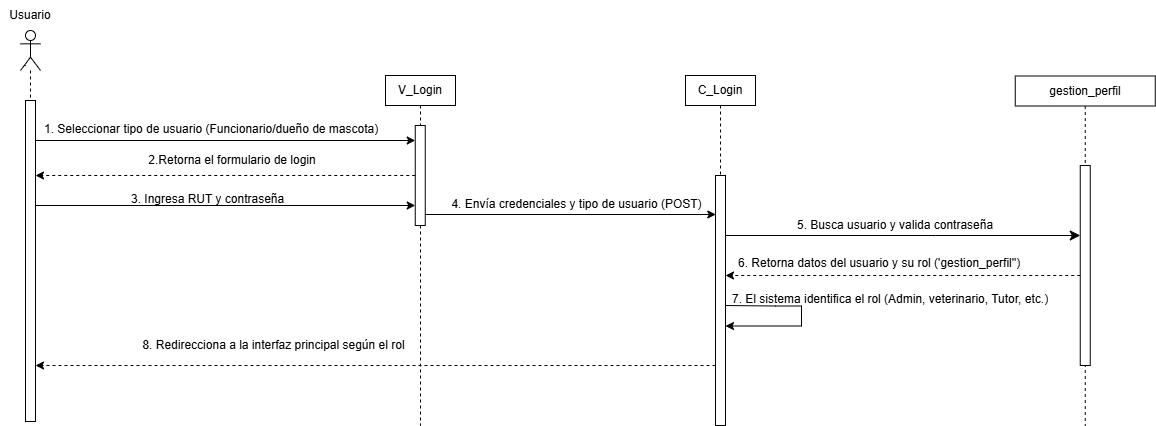 Usuario
V_Login
C_Login
gestion_perfil
1. Seleccionar tipo de usuario (Funcionario/dueño de mascota)
2.Retorna el formulario de login
3. Ingresa RUT y contraseña
4. Envía credenciales y tipo de usuario (POST)
5. Busca usuario y valida contraseña
6. Retorna datos del usuario y su rol ('gestion_perfil")
7. El sistema identifica el rol (Admin, veterinario, Tutor, etc.)
8. Redirecciona a la interfaz principal según el rol